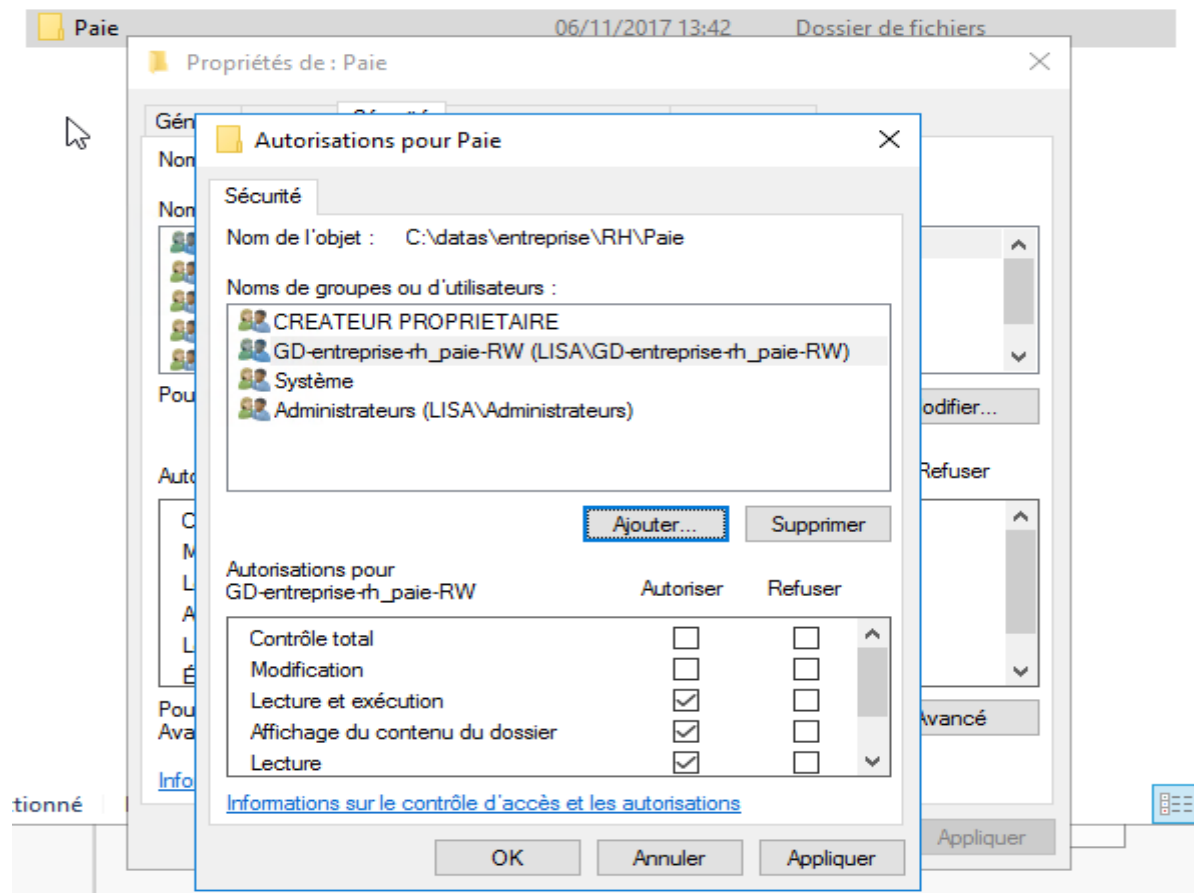 Paie 06/11/2017 13:42 Dossier de fichiers
Propriétés de : Paie
Autorisations pour Paie
Sécurité
Nom de l'objet : C:\datas\entreprise\RH\Paie
Noms de groupes ou d'utilisateurs :
CREATEUR PROPRIETAIRE
GD-entreprise-rh_paie-RW (LISA\GD-entreprise-rh_paie-RW)
Système
Administrateurs (LISA\Administrateurs)
Refuser
Ajouter... Supprimer
Autorisations pour
GD-entreprise-rh_paie-RW Autoriser Refuser
Contrôle total
Modification
Lecture et exécution
Affichage du contenu du dossier
Lecture
Avancé
Informations sur le contrôle d'accès et les autorisations
OK Annuler Appliquer
Appliquer